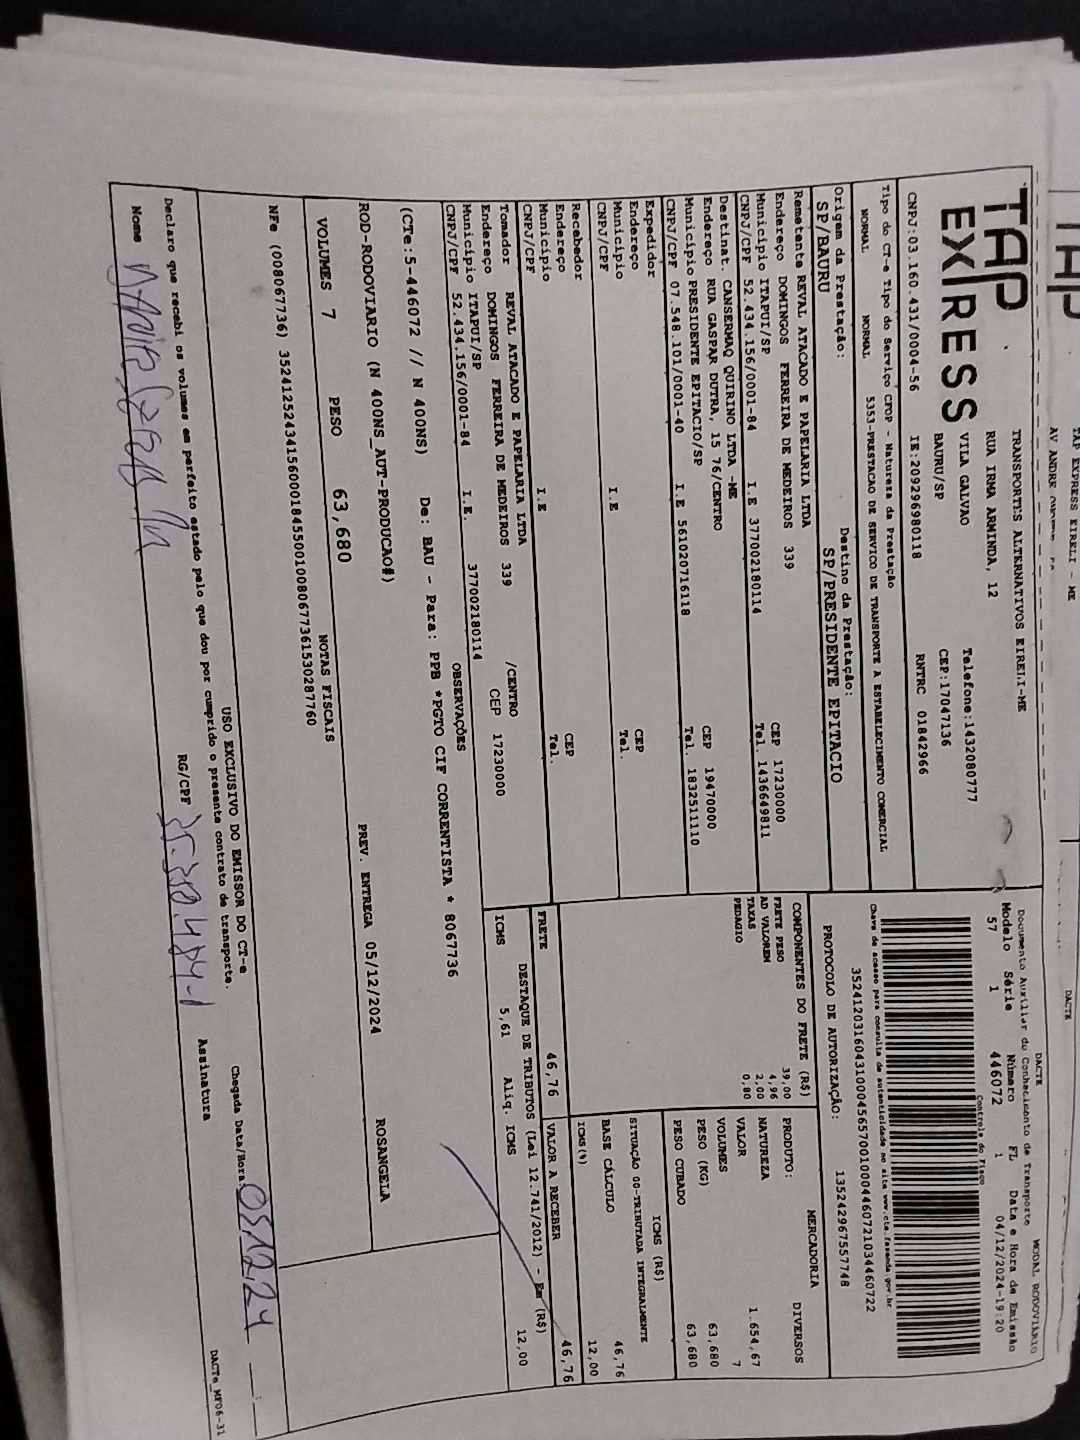 TAP
EXPRESS
TRANSPORTES ALTERNATIVOS EIRELI-ME
RUA IRMA ARMINDA, 12
VILA GALVAO
BAURU/SP
Telefone:1432080777
CEP:17047136
CNPJ:03.160.431/0004-56 IE:209296980118 RNTRC 01842966
DACTE
MODAL RODOVIÁRIO
Documento Auxiliar do Conhecimento de Transporte
Modelo Série Número FL Data e Hora de Emissão
57 1 446072 1 04/12/2024-19:20
Controle do Fisco
Chave de acesso para consulta de autenticidade no site www.cte.fazenda.gov.br
Tipo do CT-e Tipo do Serviço CFOP - Natureza da Prestação
NORMAL NORMAL 5353-PRESTACAO DE SERVICO DE TRANSPORTE A ESTABELECIMENTO COMERCIAL
PROTOCOLO DE AUTORIZAÇÃO: 135242967557748
Origem da Prestação:
SP/BAURU
Destino da Prestação:
SP/PRESIDENTE EPITACIO
Remetente REVAL ATACADO E PAPELARIA LTDA
Endereço DOMINGOS FERREIRA DE MEDEIROS 339
Município ITAPUI/SP CEP 17230000
CNPJ/CPF 52.434.156/0001-84 I.E 377002180114 Tel. 1436649811
Destinat. CANSERMAQ QUIRINO LTDA -ME
Endereço RUA GASPAR DUTRA, 15 76/CENTRO
Município PRESIDENTE EPITACIO/SP CEP 19470000
CNPJ/CPF 07.548.101/0001-40 I.E 562020716118 Tel. 1832511110
Expedidor
Endereço
Município CEP
CNPJ/CPF I.E Tel.
Recebedor
Endereço
Município CEP
CNPJ/CPF I.E Tel.
Tomador REVAL ATACADO E PAPELARIA LTDA
Endereço DOMINGOS FERREIRA DE MEDEIROS 339 /CENTRO
Município ITAPUI/SP CEP 17230000
CNPJ/CPF 52.434.156/0001-84 I.E. 377002180114
COMPONENTES DO FRETE (R$)
FRETE PESO 39,00
AD VALOREM 4,96
TAXAS 2,00
PEDAGIO 0,80
MERCADORIA
PRODUTO: DIVERSOS
NATUREZA
VALOR 1.654,67
VOLUMES 7
PESO (KG) 63,680
PESO CUBADO 63,680
ICMS (R$)
SITUAÇÃO 00-TRIBUTADA INTEGRALMENTE
BASE CÁLCULO 46,76
ICMS(%) 12,00
FRETE 46,76
VALOR A RECEBER 46,76
DESTAQUE DE TRIBUTOS (Lei 12.741/2012) - Em (R$)
ICMS 5,61 Aliq. ICMS 12,00
OBSERVAÇÕES
(CTe:5-446072 // N 400NS) De: BAU - Para: PPB *PGTO CIF CORRENTISTA * 8067736
ROD-RODOVIARIO (N 400NS_AUT-PRODUCAO#)
PREV. ENTREGA 05/12/2024 ROSANGELA
VOLUMES 7 PESO 63,680
NOTAS FISCAIS
NFe (008067736) 35241252434156000184550010080677361530287760
USO EXCLUSIVO DO EMISSOR DO CT-e
Declaro que recebi os volumes em perfeito estado pelo que dou por cumprido o presente contrato de transporte.
Chegada Data/Hora 05 12 24
Nome
RG/CPF
Assinatura
DACTe_MF06-31